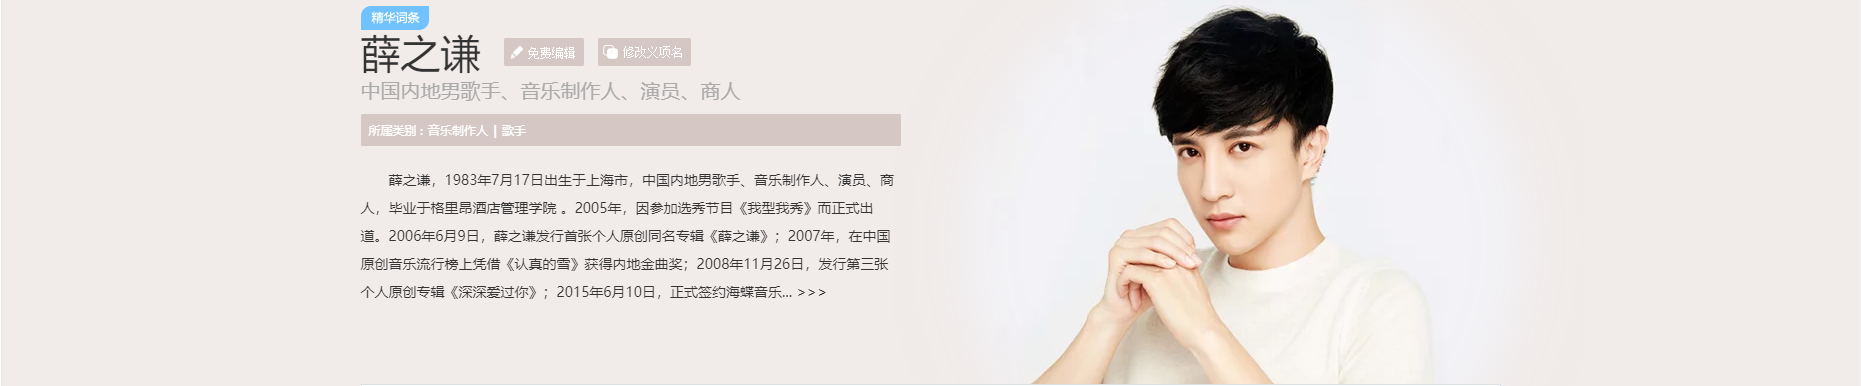 精华词条
薛之谦 免费编辑 修改义项名
中国内地男歌手、音乐制作人、演员、商人
所属类别：音乐制作人 | 歌手
薛之谦，1983年7月17日出生于上海市，中国内地男歌手、音乐制作人、演员、商
人，毕业于格里昂酒店管理学院 。2005年，因参加选秀节目《我型我秀》而正式出
道。2006年6月9日，薛之谦发行首张个人原创同名专辑《薛之谦》；2007年，在中国
原创音乐流行榜上凭借《认真的雪》获得内地金曲奖；2008年11月26日，发行第三张
个人原创专辑《深深爱过你》；2015年6月10日，正式签约海蝶音乐... >>>